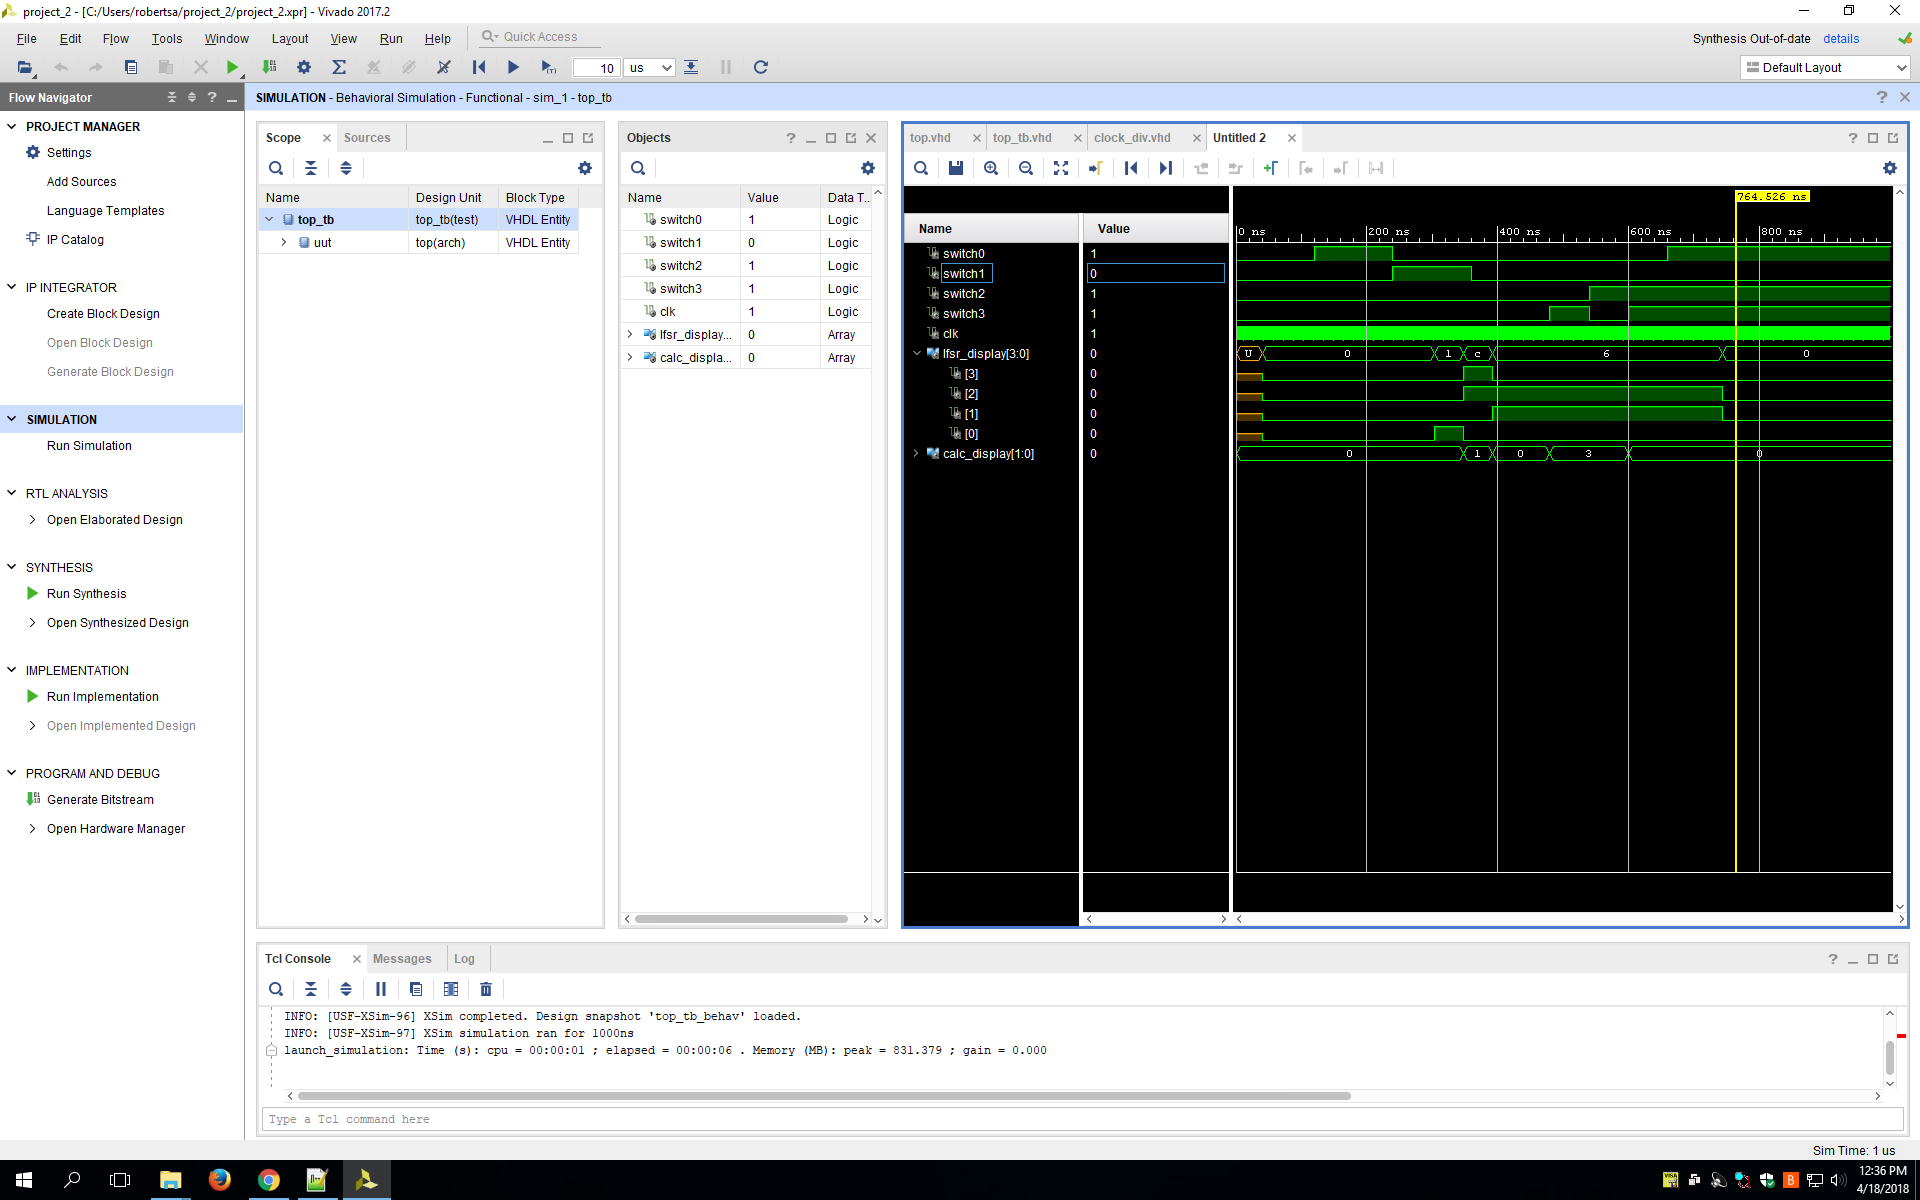 project_2 - [C:/Users/robertsa/project_2/project_2.xpr] - Vivado 2017.2
File Edit Flow Tools Window Layout View Run Help Quick Access
Synthesis Out-of-date details
10 us
Default Layout
Flow Navigator
SIMULATION - Behavioral Simulation - Functional - sim_1 - top_tb
PROJECT MANAGER
Settings
Add Sources
Language Templates
IP Catalog
IP INTEGRATOR
Create Block Design
Open Block Design
Generate Block Design
SIMULATION
Run Simulation
RTL ANALYSIS
Open Elaborated Design
SYNTHESIS
Run Synthesis
Open Synthesized Design
IMPLEMENTATION
Run Implementation
Open Implemented Design
PROGRAM AND DEBUG
Generate Bitstream
Open Hardware Manager
Scope Sources
Name Design Unit Block Type
top_tb top_tb(test) VHDL Entity
uut top(arch) VHDL Entity
Objects
Name Value Data T...
switch0 1 Logic
switch1 0 Logic
switch2 1 Logic
switch3 1 Logic
clk 1 Logic
lfsr_display... 0 Array
calc_displa... 0 Array
top.vhd top_tb.vhd clock_div.vhd Untitled 2
764.526 ns
Name Value
0 ns 200 ns 400 ns 600 ns 800 ns
switch0 1
switch1 0
switch2 1
switch3 1
clk 1
lfsr_display[3:0] 0 U 0 1 c 6 0
[3] 0
[2] 0
[1] 0
[0] 0
calc_display[1:0] 0 0 1 0 3 0
Tcl Console Messages Log
INFO: [USF-XSim-96] XSim completed. Design snapshot 'top_tb_behav' loaded.
INFO: [USF-XSim-97] XSim simulation ran for 1000ns
launch_simulation: Time (s): cpu = 00:00:01 ; elapsed = 00:00:06 . Memory (MB): peak = 831.379 ; gain = 0.000
Type a Tcl command here
Sim Time: 1 us
12:36 PM
4/18/2018